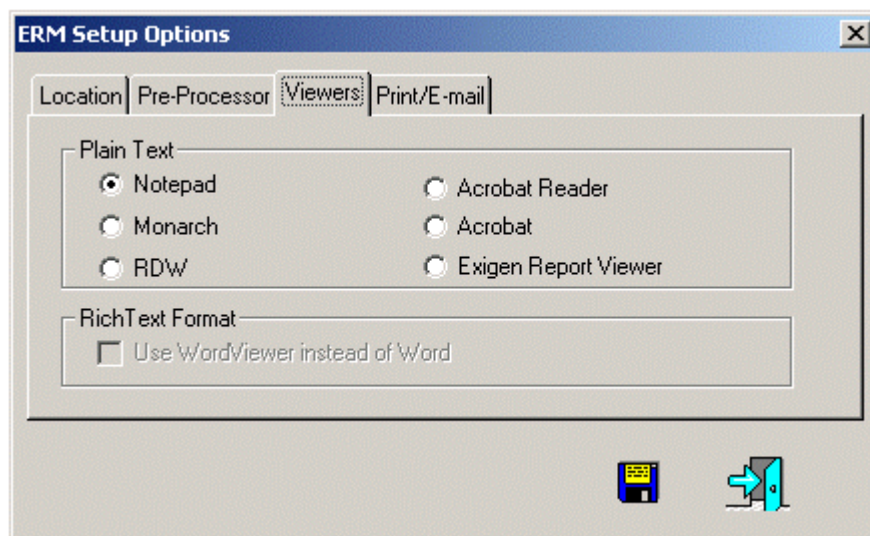 ERM Setup Options
Location Pre-Processor Viewers Print/E-mail
Plain Text
Notepad Acrobat Reader
Monarch Acrobat
RDW Exigen Report Viewer
RichText Format
Use WordViewer instead of Word